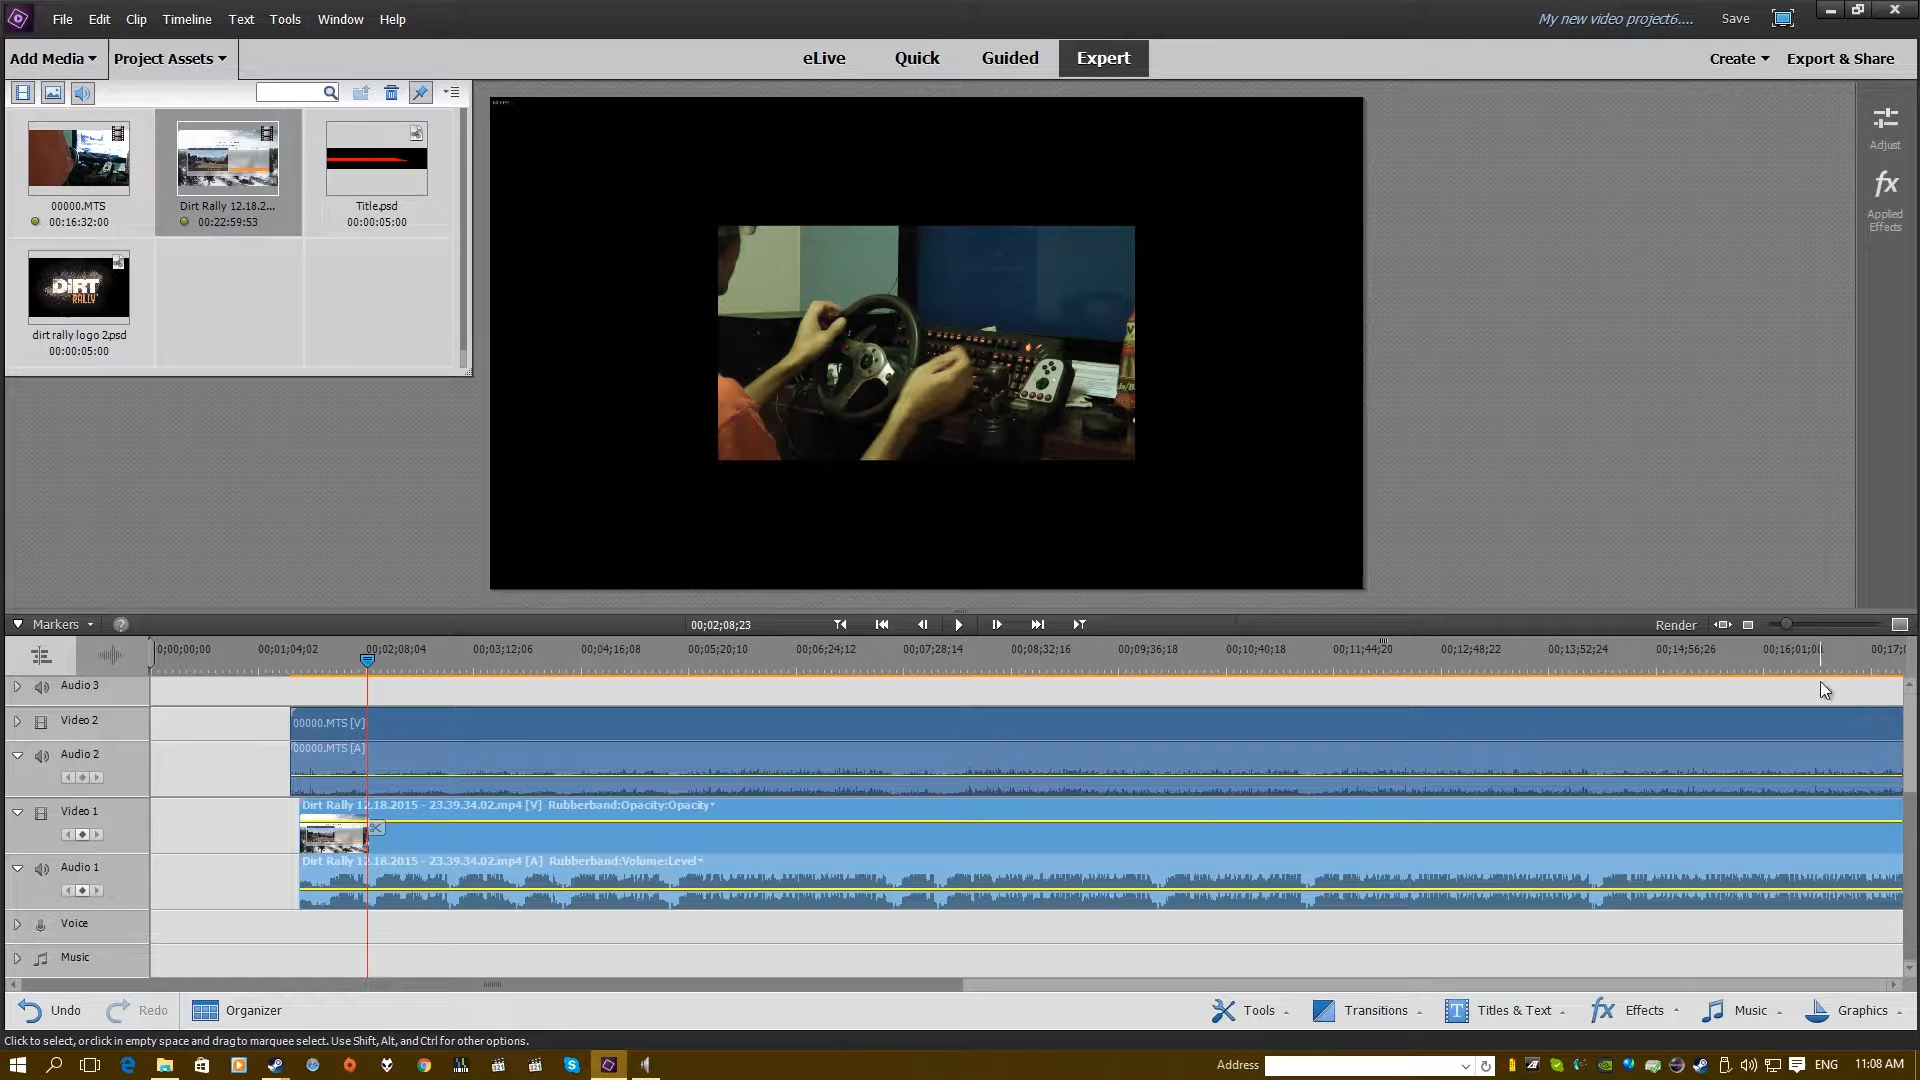 File Edit Clip Timeline Text Tools Window Help
My new video project6.... Save
Add Media Project Assets
eLive Quick Guided Expert
Create Export & Share
00000.MTS
00:16:32:00
Dirt Rally 12.18.2...
00:22:59:53
Title.psd
00:00:05:00
DiRT
RALLY
dirt rally logo 2.psd
00:00:05:00
Adjust
fx
Applied
Effects
Markers ? 00;02;08;23 Render
0;00;00;00 00;01;04;02 00;02;08;04 00;03;12;06 00;04;16;08 00;05;20;10 00;06;24;12 00;07;28;14 00;08;32;16 00;09;36;18 00;10;40;18 00;11;44;20 00;12;48;22 00;13;52;24 00;14;56;26 00;16;01;00 00;17;0
Audio 3
Video 2
00000.MTS [V]
Audio 2
00000.MTS [A]
Video 1
Dirt Rally 12.18.2015 - 23.39.34.02.mp4 [V] Rubberband:Opacity:Opacity
Audio 1
Dirt Rally 12.18.2015 - 23.39.34.02.mp4 [A] Rubberband:Volume:Level
Voice
Music
Undo Redo Organizer Tools Transitions T Titles & Text fx Effects Music Graphics
Click to select, or click in empty space and drag to marquee select. Use Shift, Alt, and Ctrl for other options.
Address ENG 11:08 AM